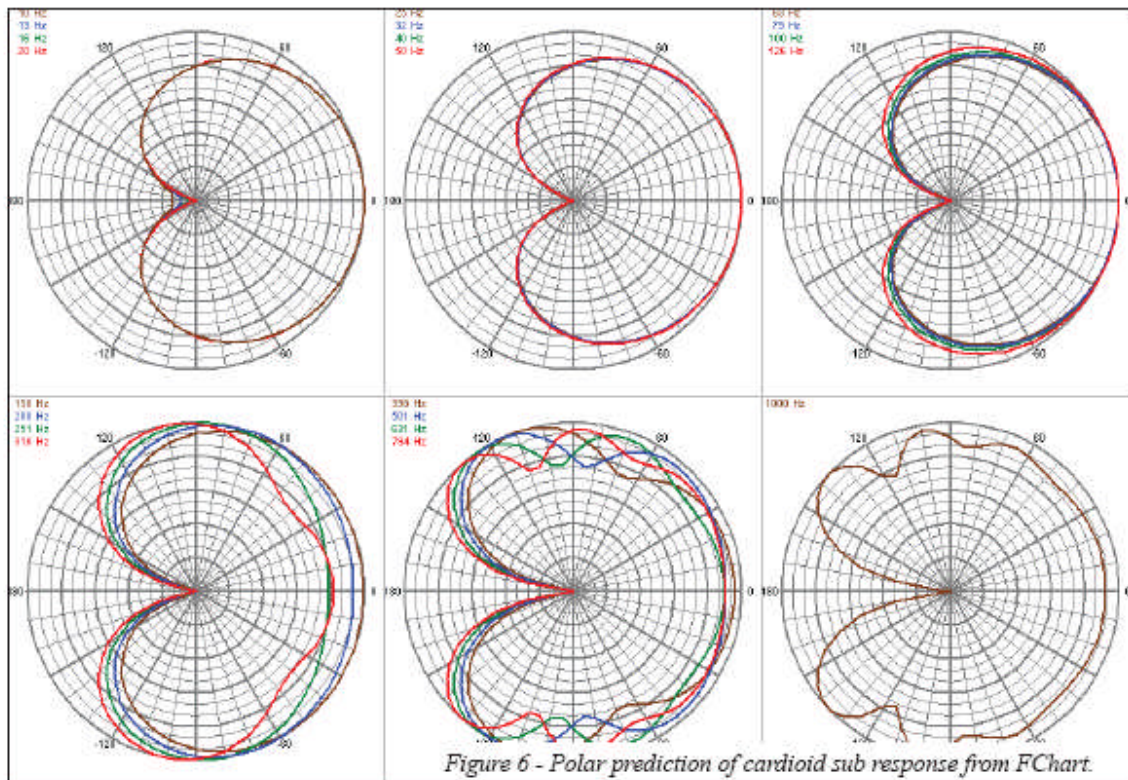 10 Hz
13 Hz
16 Hz
20 Hz
120
60
0
-120
-60
25 Hz
32 Hz
40 Hz
50 Hz
120
60
180
0
-120
-60
63 Hz
79 Hz
100 Hz
126 Hz
120
60
180
-120
-60
158 Hz
200 Hz
251 Hz
316 Hz
120
60
180
0
-120
-60
398 Hz
501 Hz
631 Hz
794 Hz
120
60
180
0
1000 Hz
120
60
180
Figure 6 - Polar prediction of cardioid sub response from FChart.